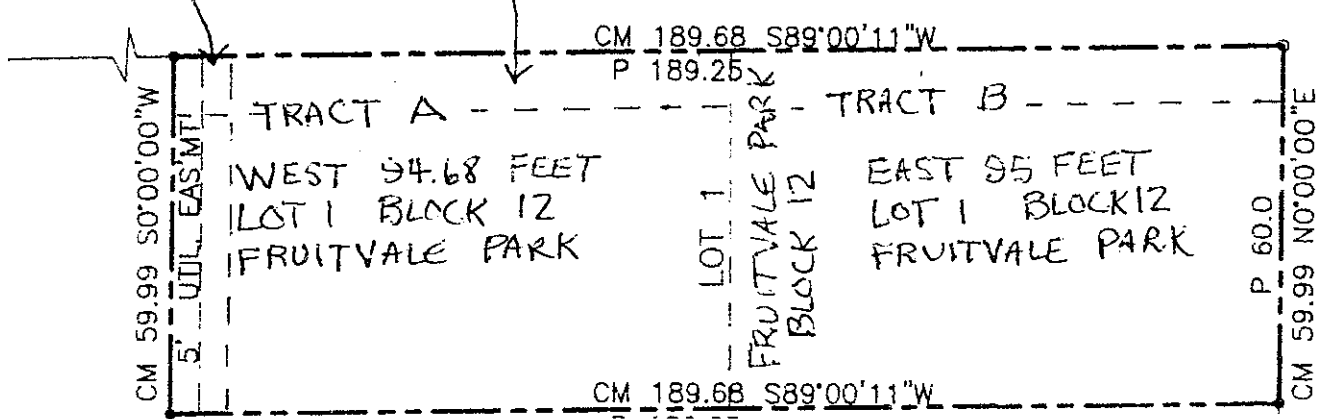 CM 189.68 S89°00'11"W
P 189.25
TRACT A
TRACT B
WEST 94.68 FEET
LOT 1 BLOCK 12
FRUITVALE PARK
EAST 95 FEET
LOT 1 BLOCK 12
FRUITVALE PARK
CM 59.99 S0°00'00"W
5' UTIL. EAS'MT
LOT 1
FRUITVALE PARK
BLOCK 12
P 60.0
CM 59.99 N0°00'00"E
CM 189.68 S89°00'11"W